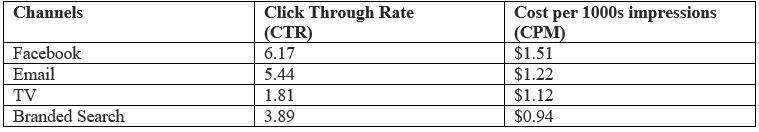 Channels Click Through Rate (CTR) Cost per 1000s impressions (CPM)
Facebook 6.17 $1.51
Email 5.44 $1.22
TV 1.81 $1.12
Branded Search 3.89 $0.94